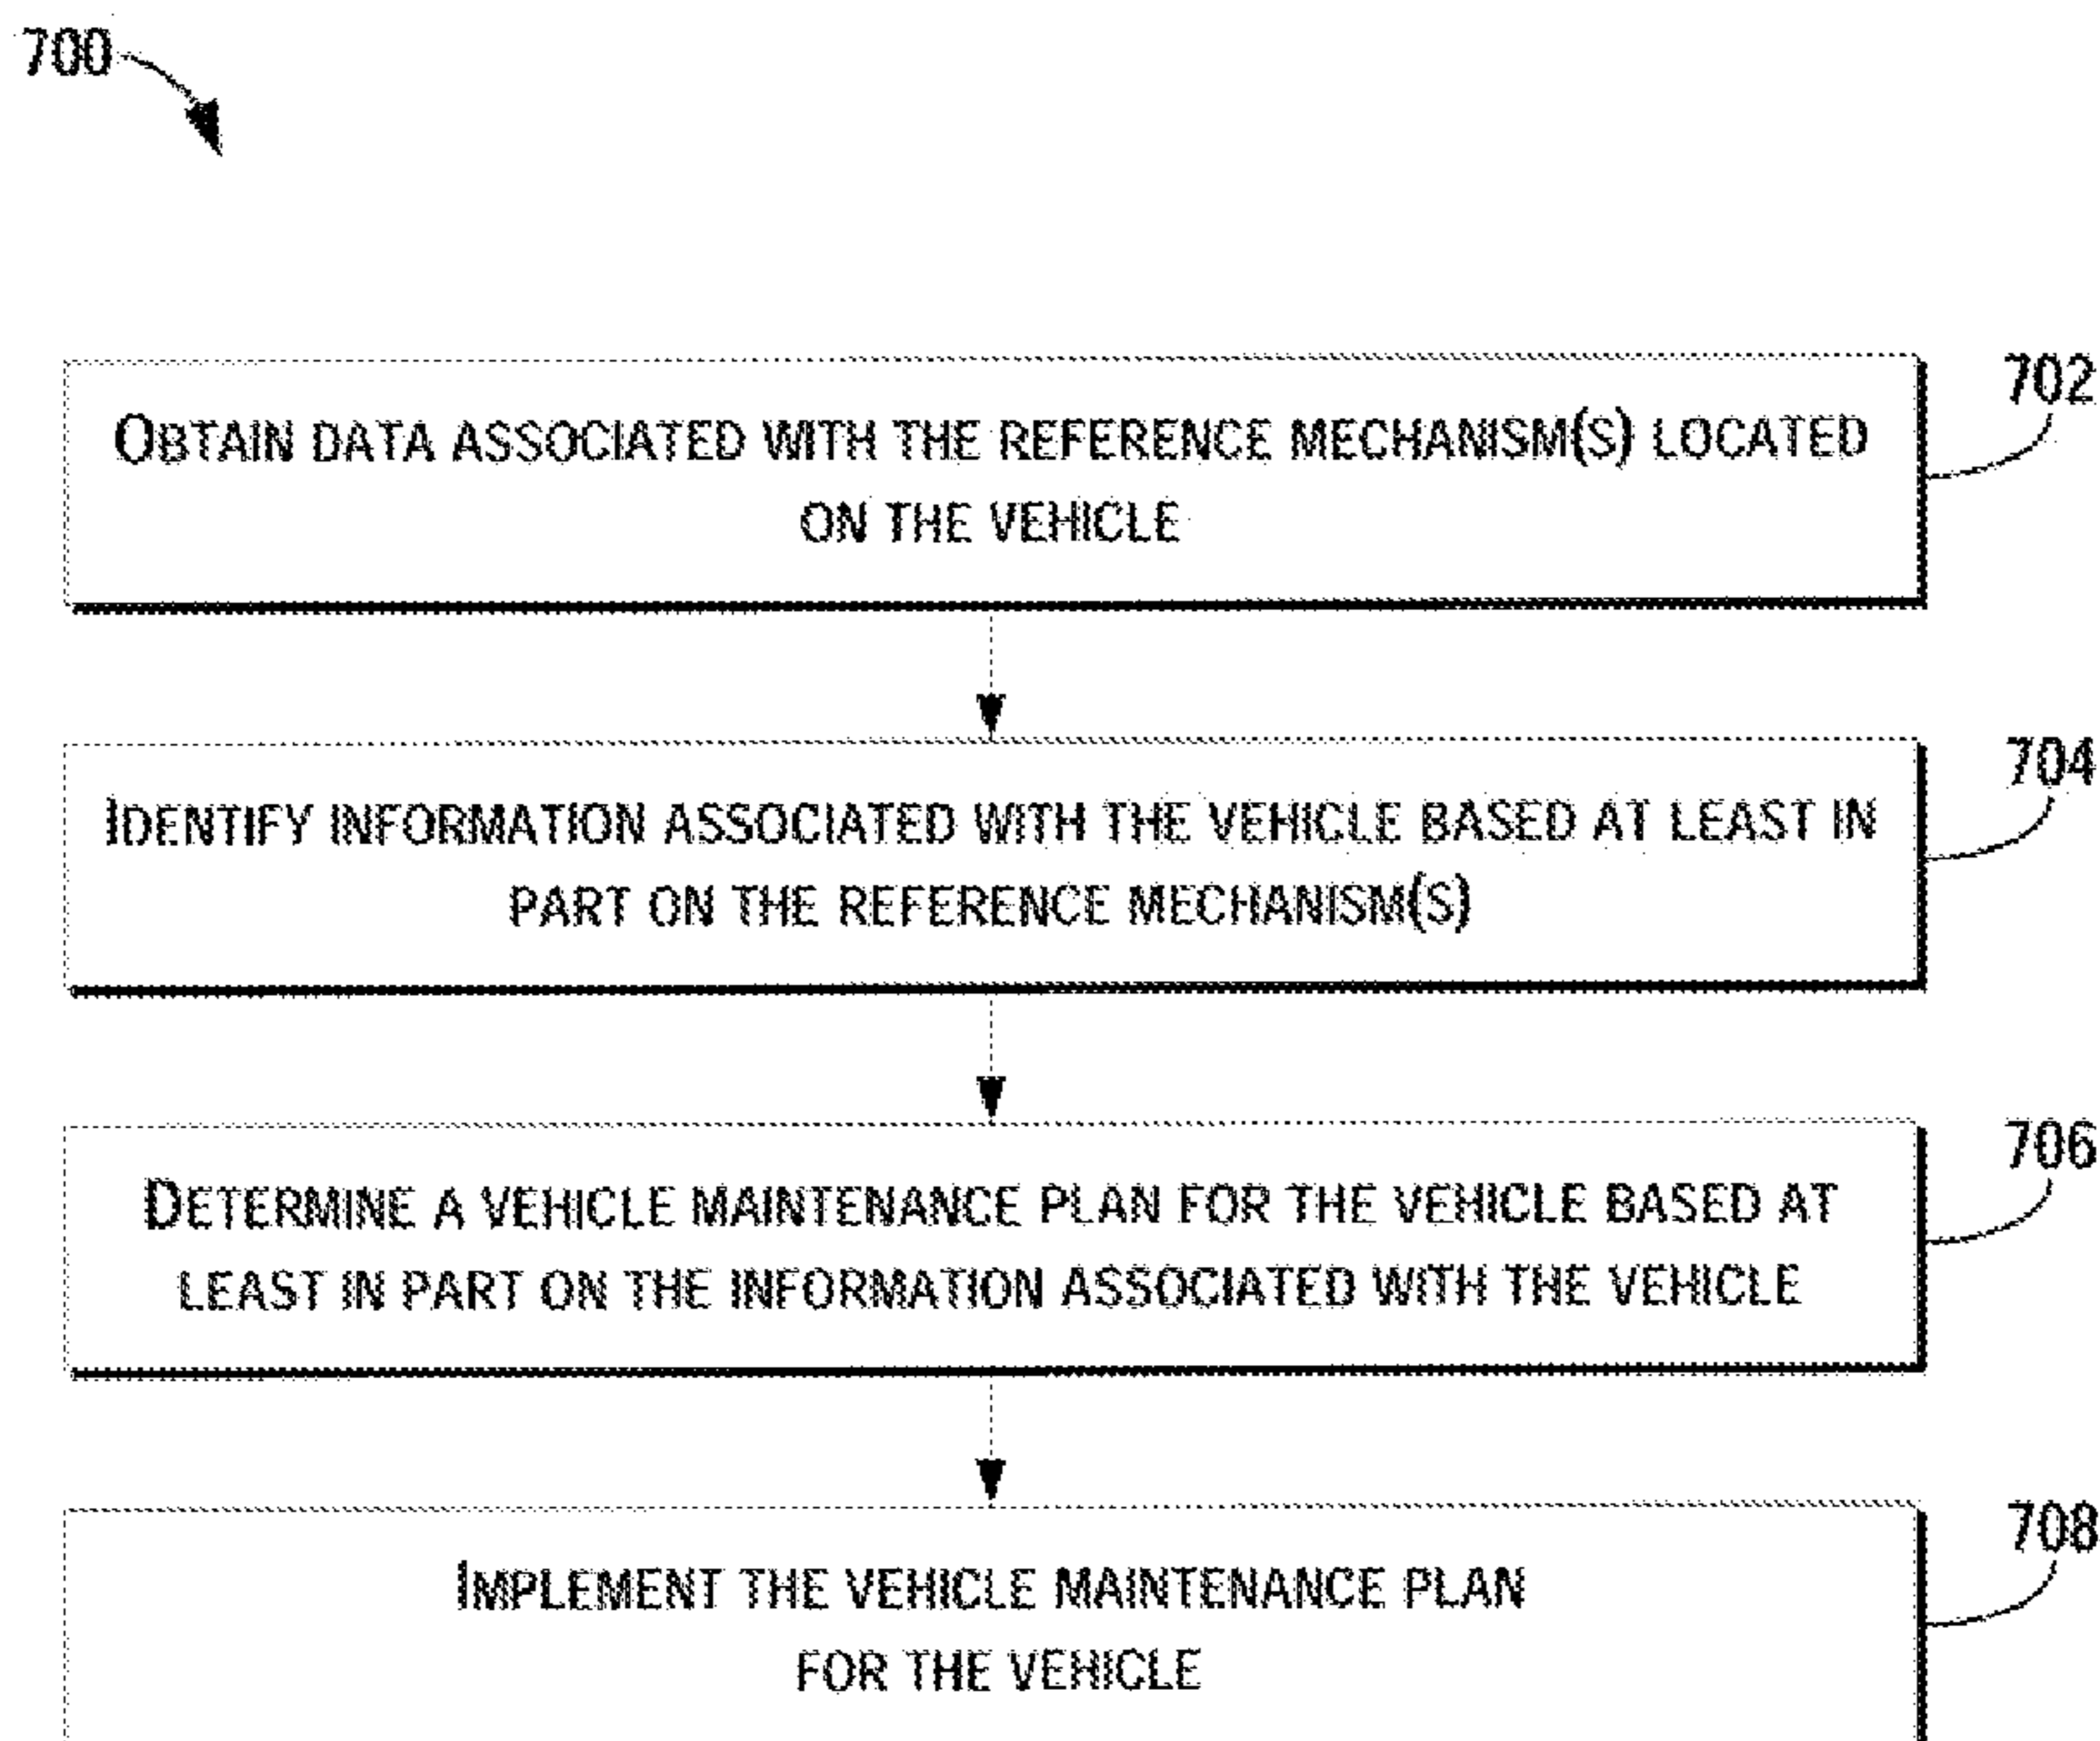 700
702
OBTAIN DATA ASSOCIATED WITH THE REFERENCE MECHANISM(S) LOCATED
ON THE VEHICLE
704
IDENTIFY INFORMATION ASSOCIATED WITH THE VEHICLE BASED AT LEAST IN
PART ON THE REFERENCE MECHANISM(S)
706
DETERMINE A VEHICLE MAINTENANCE PLAN FOR THE VEHICLE BASED AT
LEAST IN PART ON THE INFORMATION ASSOCIATED WITH THE VEHICLE
708
IMPLEMENT THE VEHICLE MAINTENANCE PLAN
FOR THE VEHICLE